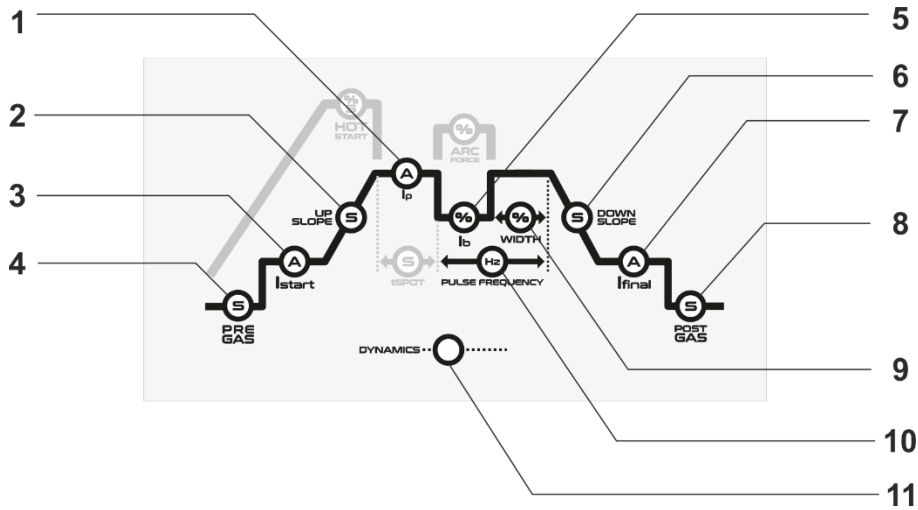 1
5
2
6
3
7
4
8
9
10
11
%
S
HOT
START
%
ARC
FORCE
A
Ip
UP
SLOPE
S
%
Ib
%
WIDTH
S
DOWN
SLOPE
A
Istart
S
tSPOT
Hz
PULSE FREQUENCY
A
Ifinal
S
PRE
GAS
S
POST
GAS
DYNAMICS